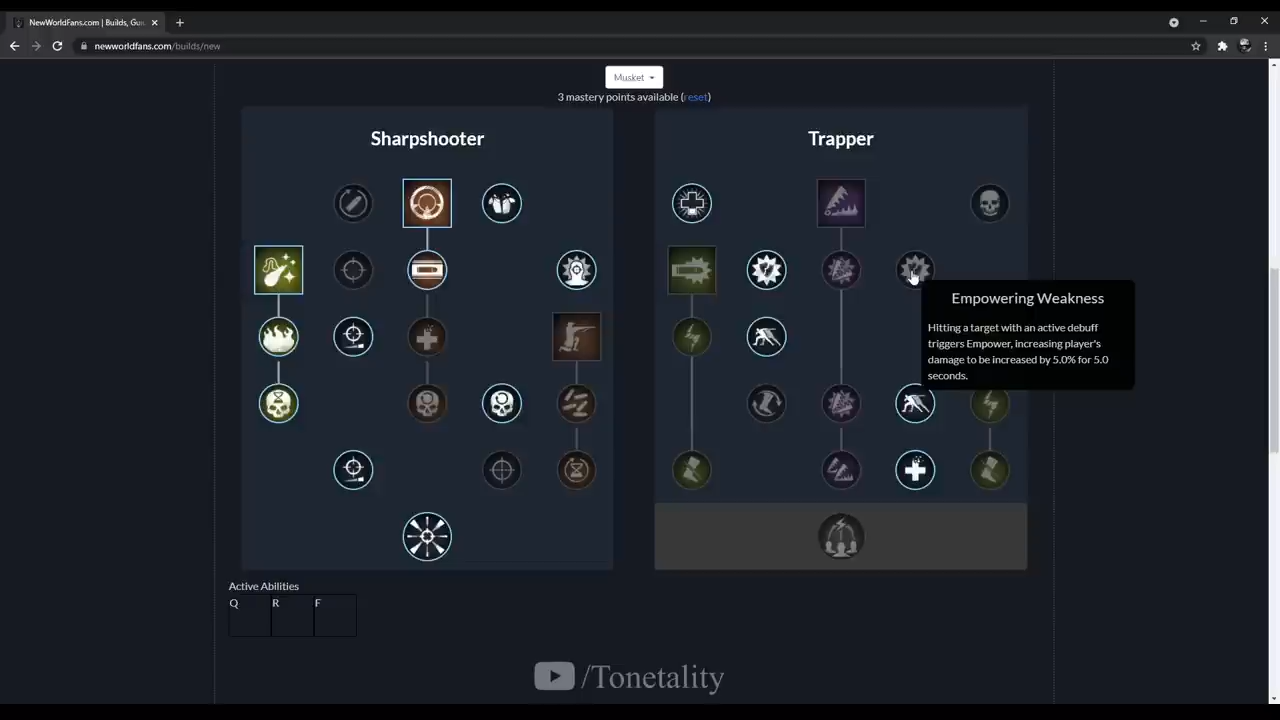 NewWorldFans.com | Builds, Gui
newworldfans.com/builds/new
Musket
3 mastery points available (reset)
Sharpshooter
Trapper
Empowering Weakness
Hitting a target with an active debuff
triggers Empower, increasing player's
damage to be increased by 5.0% for 5.0
seconds.
Active Abilities
Q R F
/Tonetality